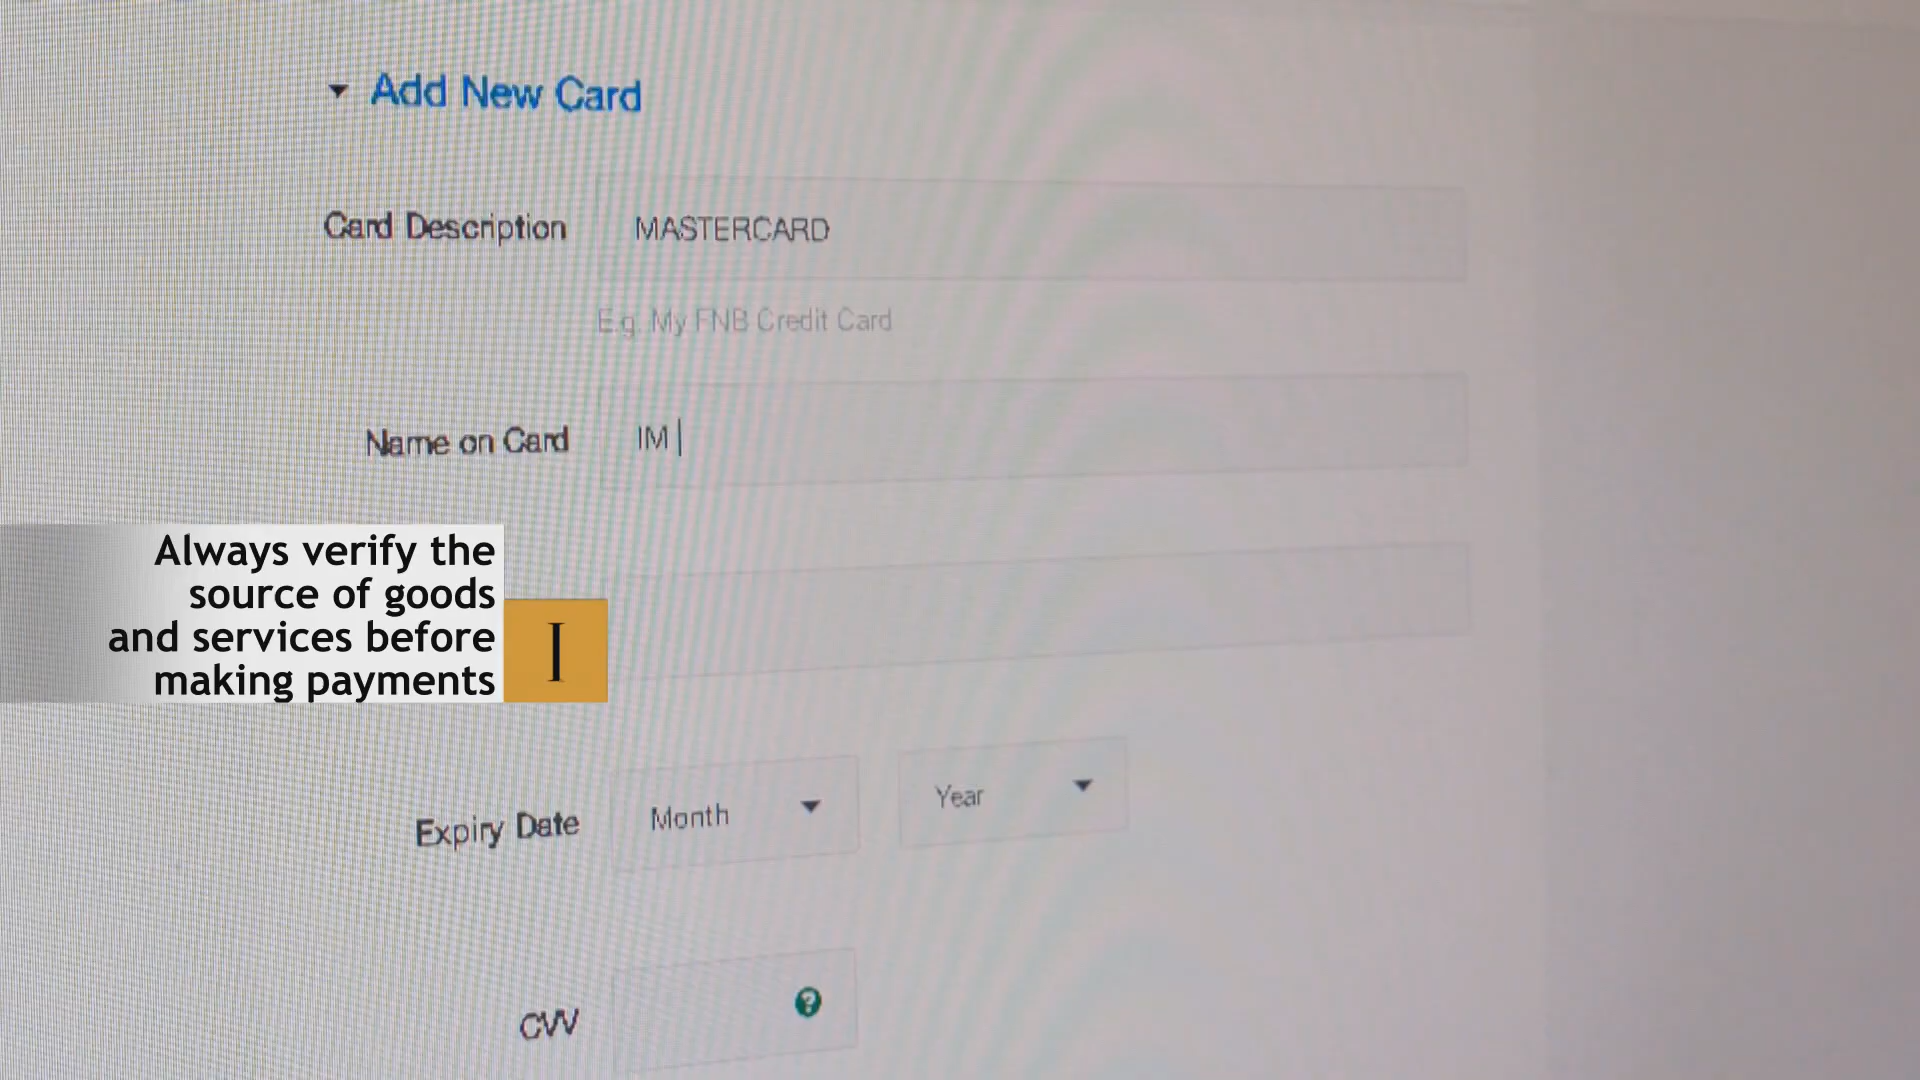 Add New Card
Card Description
MASTERCARD
E.g. My FNB Credit Card
Name on Card
IM
Always verify the
source of goods
and services before
making payments
I
Expiry Date
Month
Year
CVV
?